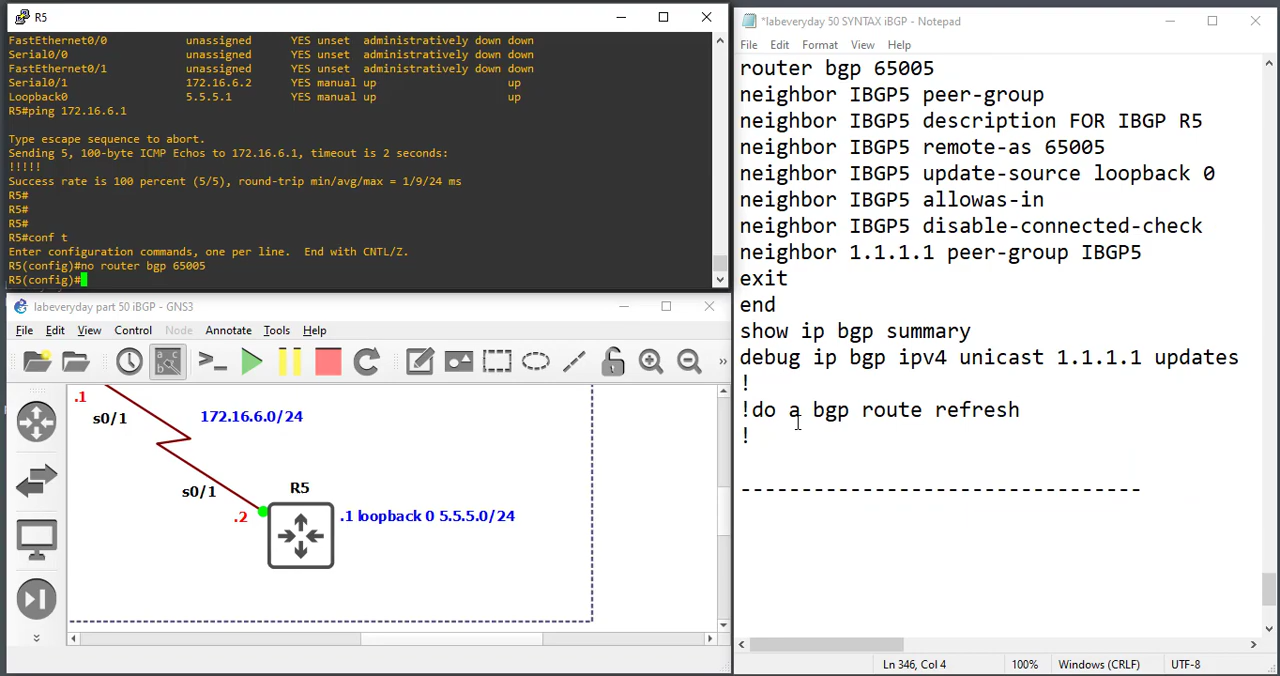 R5
FastEthernet0/0 unassigned YES unset administratively down down
Serial0/0 unassigned YES unset administratively down down
FastEthernet0/1 unassigned YES unset administratively down down
Serial0/1 172.16.6.2 YES manual up up
Loopback0 5.5.5.1 YES manual up up
R5#ping 172.16.6.1
Type escape sequence to abort.
Sending 5, 100-byte ICMP Echos to 172.16.6.1, timeout is 2 seconds:
!!!!!
Success rate is 100 percent (5/5), round-trip min/avg/max = 1/9/24 ms
R5#
R5#
R5#
R5#conf t
Enter configuration commands, one per line.  End with CNTL/Z.
R5(config)#no router bgp 65005
R5(config)#
labeveryday part 50 iBGP - GNS3
File Edit View Control Node Annotate Tools Help
abc
»
.1
s0/1
172.16.6.0/24
s0/1
R5
.2
.1 loopback 0 5.5.5.0/24
*labeveryday 50 SYNTAX iBGP - Notepad
File Edit Format View Help
router bgp 65005
neighbor IBGP5 peer-group
neighbor IBGP5 description FOR IBGP R5
neighbor IBGP5 remote-as 65005
neighbor IBGP5 update-source loopback 0
neighbor IBGP5 allowas-in
neighbor IBGP5 disable-connected-check
neighbor 1.1.1.1 peer-group IBGP5
exit
end
show ip bgp summary
debug ip bgp ipv4 unicast 1.1.1.1 updates
!
!do a bgp route refresh
!
---------------------------------
Ln 346, Col 4 100% Windows (CRLF) UTF-8